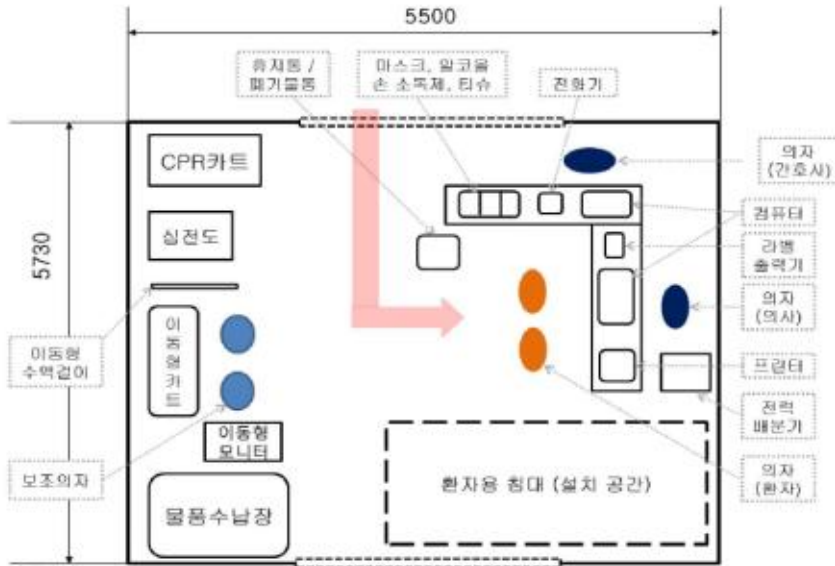 5500
휴지통 /
폐기물통
마스크, 알코올
손 소독제, 티슈
전화기
CPR카트
의자
(간호사)
심전도
컴퓨터
5730
라벨
출력기
이동형카트
의자
(의사)
이동형
수액걸이
프린터
이동형
모니터
전력
배분기
보조의자
환자용 침대 (설치 공간)
의자
(환자)
물품수납장